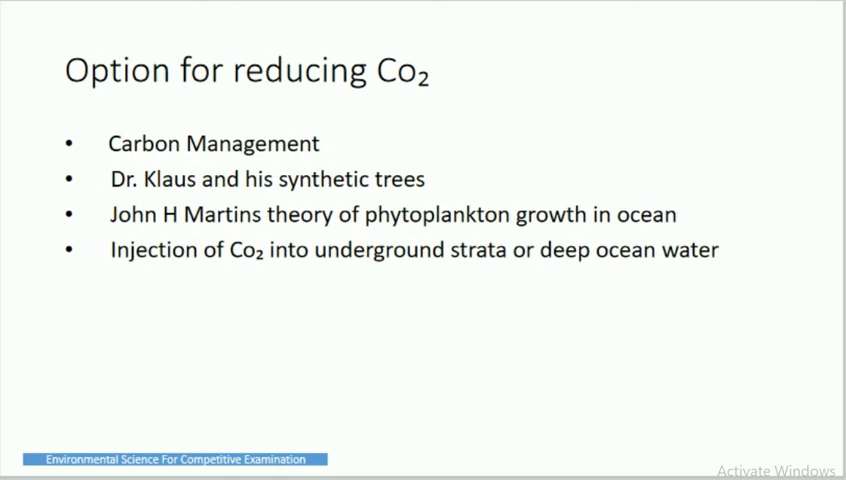 Option for reducing Co₂
• Carbon Management
• Dr. Klaus and his synthetic trees
• John H Martins theory of phytoplankton growth in ocean
• Injection of Co₂ into underground strata or deep ocean water
Environmental Science For Competitive Examination
Activate Windows